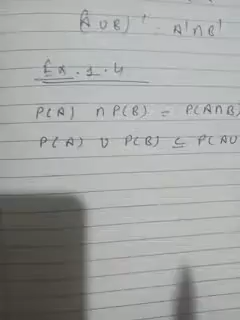 (A ∪ B)' = A' ∩ B'
Ex. 1.4
P(A) ∩ P(B) = P(A∩B)
P(A) ∪ P(B) ⊆ P(A∪